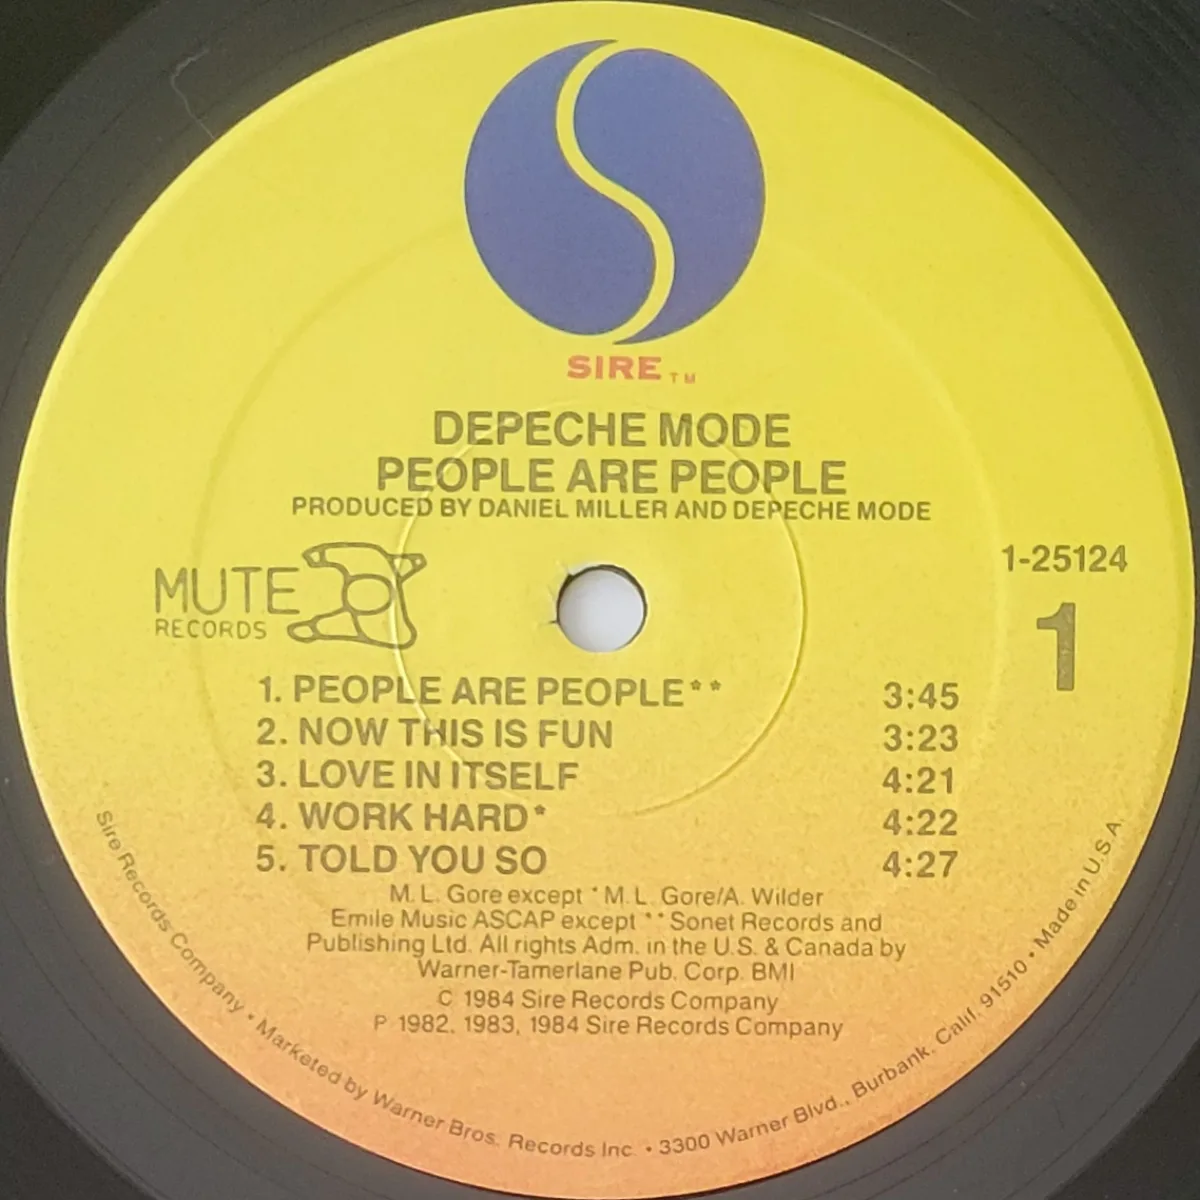 SIRE TM
DEPECHE MODE
PEOPLE ARE PEOPLE
PRODUCED BY DANIEL MILLER AND DEPECHE MODE
MUTE
RECORDS
1-25124
1
1. PEOPLE ARE PEOPLE** 3:45
2. NOW THIS IS FUN 3:23
3. LOVE IN ITSELF 4:21
4. WORK HARD* 4:22
5. TOLD YOU SO 4:27
M.L. Gore except *M.L. Gore/A. Wilder
Emile Music ASCAP except **Sonet Records and
Publishing Ltd. All rights Adm. in the U.S. & Canada by
Warner-Tamerlane Pub. Corp. BMI
C 1984 Sire Records Company
P 1982, 1983, 1984 Sire Records Company
Sire Records Company • Marketed by Warner Bros. Records Inc. • 3300 Warner Blvd., Burbank, Calif. 91510 • Made in U.S.A.